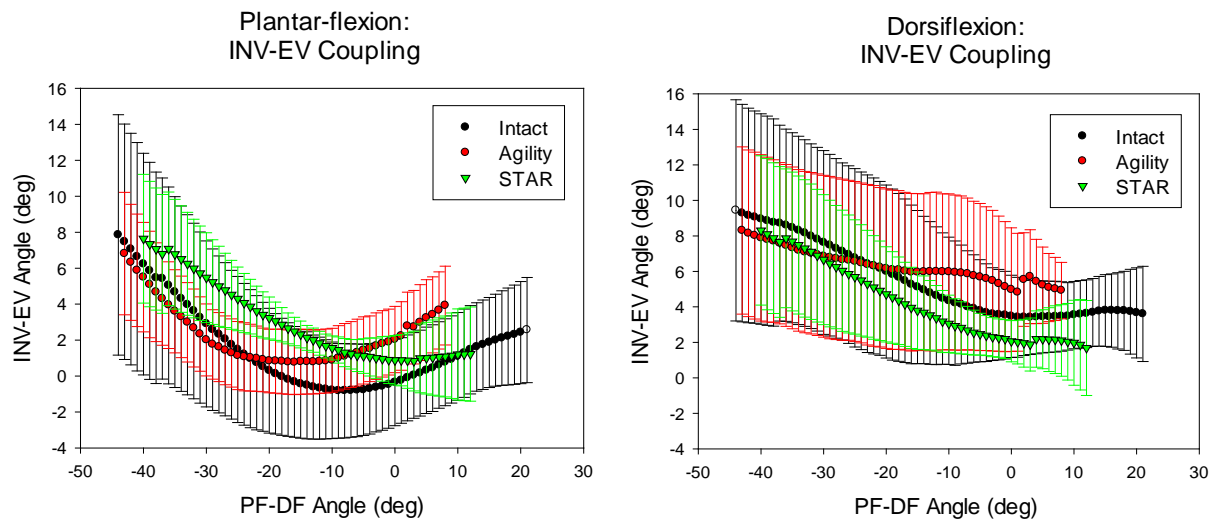 Plantar-flexion:
INV-EV Coupling
INV-EV Angle (deg)
16
14
12
10
8
6
4
2
0
-2
-4
Intact
Agility
STAR
-50 -40 -30 -20 -10 0 10 20 30
PF-DF Angle (deg)
Dorsiflexion:
INV-EV Coupling
INV-EV Angle (deg)
16
14
12
10
8
6
4
2
0
-2
-4
Intact
Agility
STAR
-50 -40 -30 -20 -10 0 10 20 30
PF-DF Angle (deg)